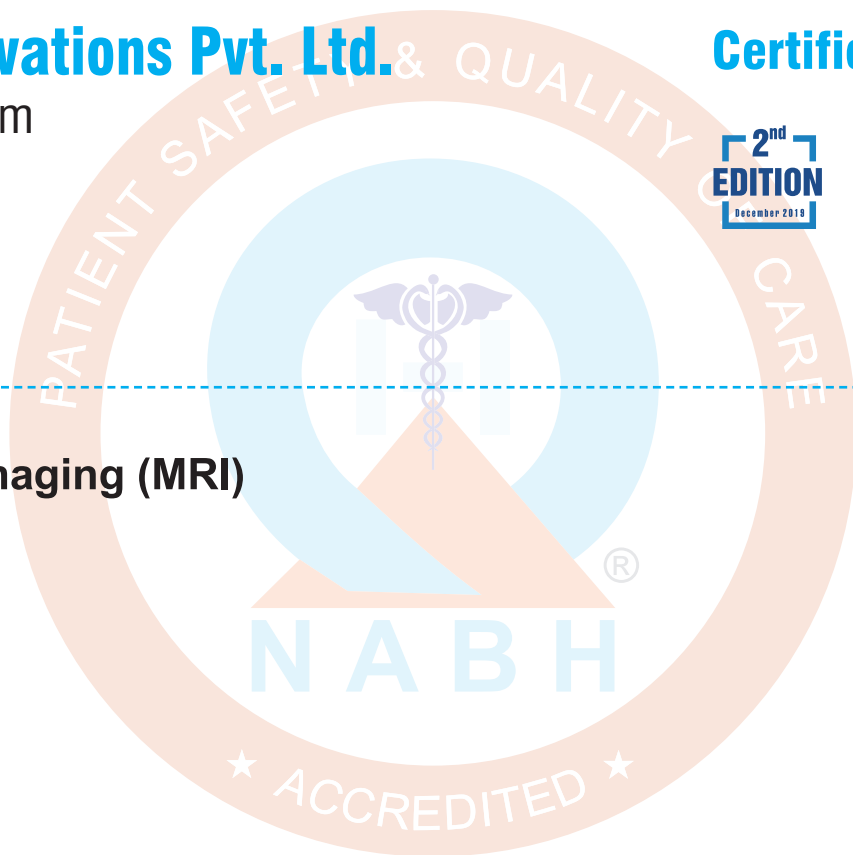 vations Pvt. Ltd.
Certific
m
2nd
EDITION
December 2019
PATIENT SAFETY & QUALITY OF CARE
naging (MRI)
®
NABH
★ ACCREDITED ★